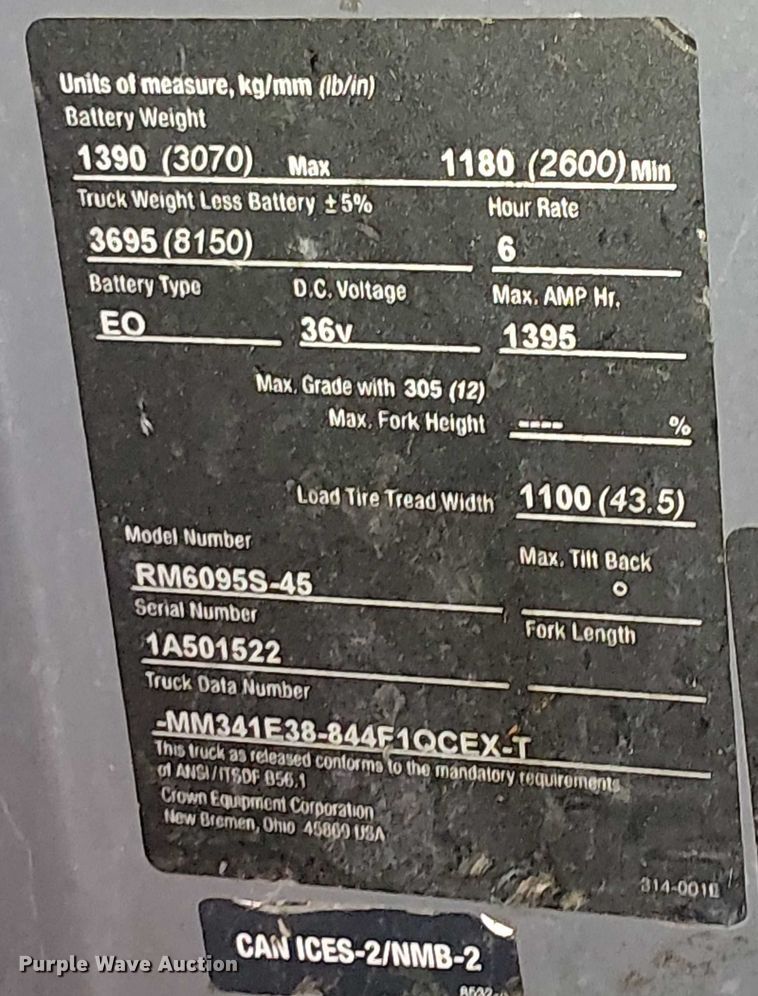 Units of measure, kg/mm (lb/in)
Battery Weight
1390 (3070) Max 1180 (2600) Min
Truck Weight Less Battery ±5% Hour Rate
3695 (8150) 6
Battery Type D.C. Voltage Max. AMP Hr.
EO 36v 1395
Max. Grade with 305 (12)
Max. Fork Height ---- %
Load Tire Tread Width 1100 (43.5)
Model Number Max. Tilt Back
RM6095S-45 °
Serial Number Fork Length
1A501522
Truck Data Number
-MM341E38-844F1QCEX-T
This truck as released conforms to the mandatory requirements
of ANSI/ITSDF B56.1
Crown Equipment Corporation
New Bremen, Ohio 45869 USA
CAN ICES-2/NMB-2
Purple Wave Auction